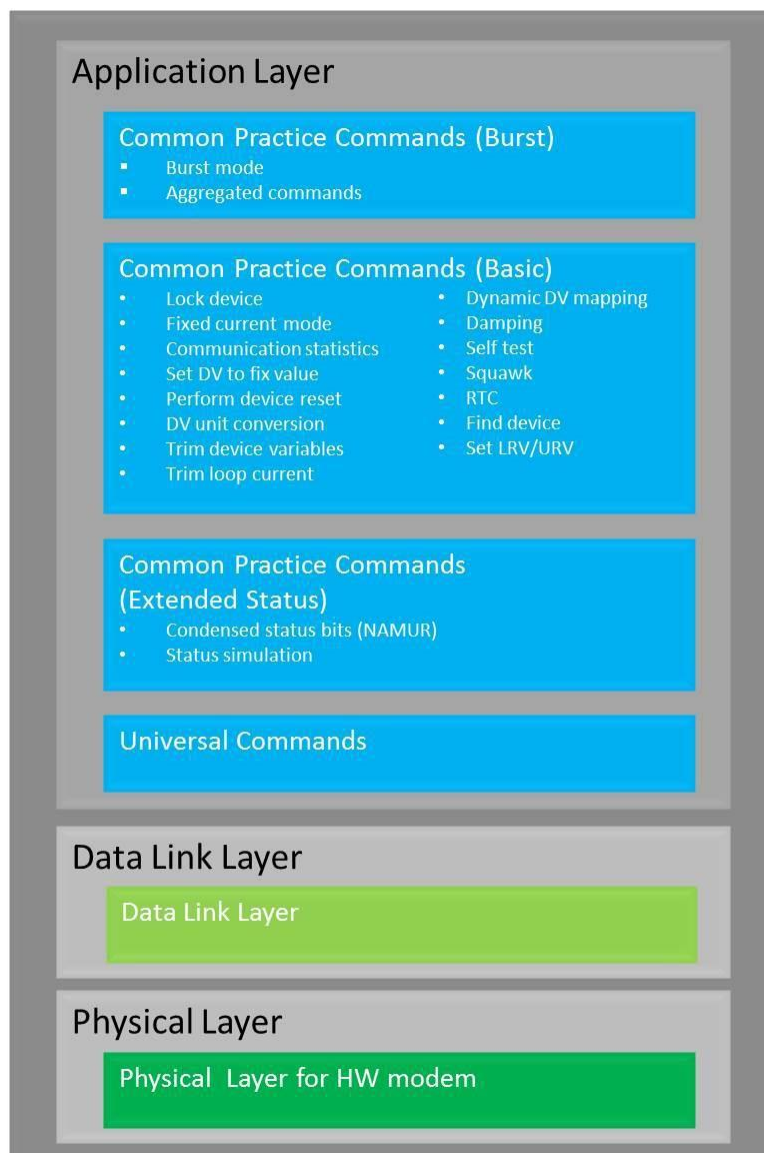 Application Layer
Common Practice Commands (Burst)
▪ Burst mode
▪ Aggregated commands
Common Practice Commands (Basic)
• Lock device
• Fixed current mode
• Communication statistics
• Set DV to fix value
• Perform device reset
• DV unit conversion
• Trim device variables
• Trim loop current
• Dynamic DV mapping
• Damping
• Self test
• Squawk
• RTC
• Find device
• Set LRV/URV
Common Practice Commands
(Extended Status)
• Condensed status bits (NAMUR)
• Status simulation
Universal Commands
Data Link Layer
Data Link Layer
Physical Layer
Physical Layer for HW modem